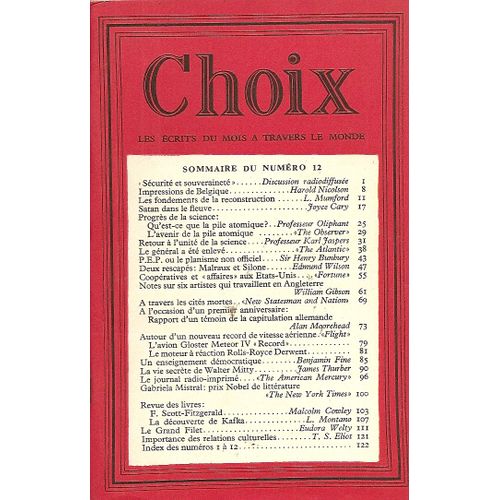 Choix
LES ÉCRITS DU MOIS A TRAVERS LE MONDE
SOMMAIRE DU NUMÉRO 12
« Sécurité et souveraineté »......Discussion radiodiffusée 1
Impressions de Belgique................Harold Nicolson 8
Les fondements de la reconstruction......L. Mumford 11
Satan dans le fleuve........................Joyce Cary 17
Progrès de la science:
Qu'est-ce que la pile atomique?..Professeur Oliphant 25
L'avenir de la pile atomique ......«The Observer» 29
Retour à l'unité de la science....Professeur Karl Jaspers 31
Le général a été enlevé..............«The Atlantic» 38
P.E.P. ou le planisme non officiel....Sir Henry Bunbury 43
Deux rescapés: Malraux et Silone......Edmund Wilson 47
Coopératives et « affaires» aux Etats-Unis...«Fortune» 55
Notes sur six artistes qui travaillent en Angleterre
William Gibson 61
A travers les cités mortes..«New Statesman and Nation» 69
A l'occasion d'un premier anniversaire:
Rapport d'un témoin de la capitulation allemande
Alan Moorehead 73
Autour d'un nouveau record de vitesse aérienne:«Flight»
L'avion Gloster Meteor IV « Record»........ 79
Le moteur à réaction Rolls-Royce Derwent...... 81
Un enseignement démocratique..........Benjamin Fine 85
La vie secrète de Walter Mitty........James Thurber 90
Le journal radio-imprimé....«The American Mercury» 96
Gabriela Mistral: prix Nobel de littérature
«The New York Times» 100
Revue des livres:
F. Scott-Fitzgerald..............Malcolm Cowley 103
La découverte de Kafka..............L. Montano 107
Le Grand Filet........................Eudora Welty 111
Importance des relations culturelles......T. S. Eliot 121
Index des numéros 1 à 12.................... 122